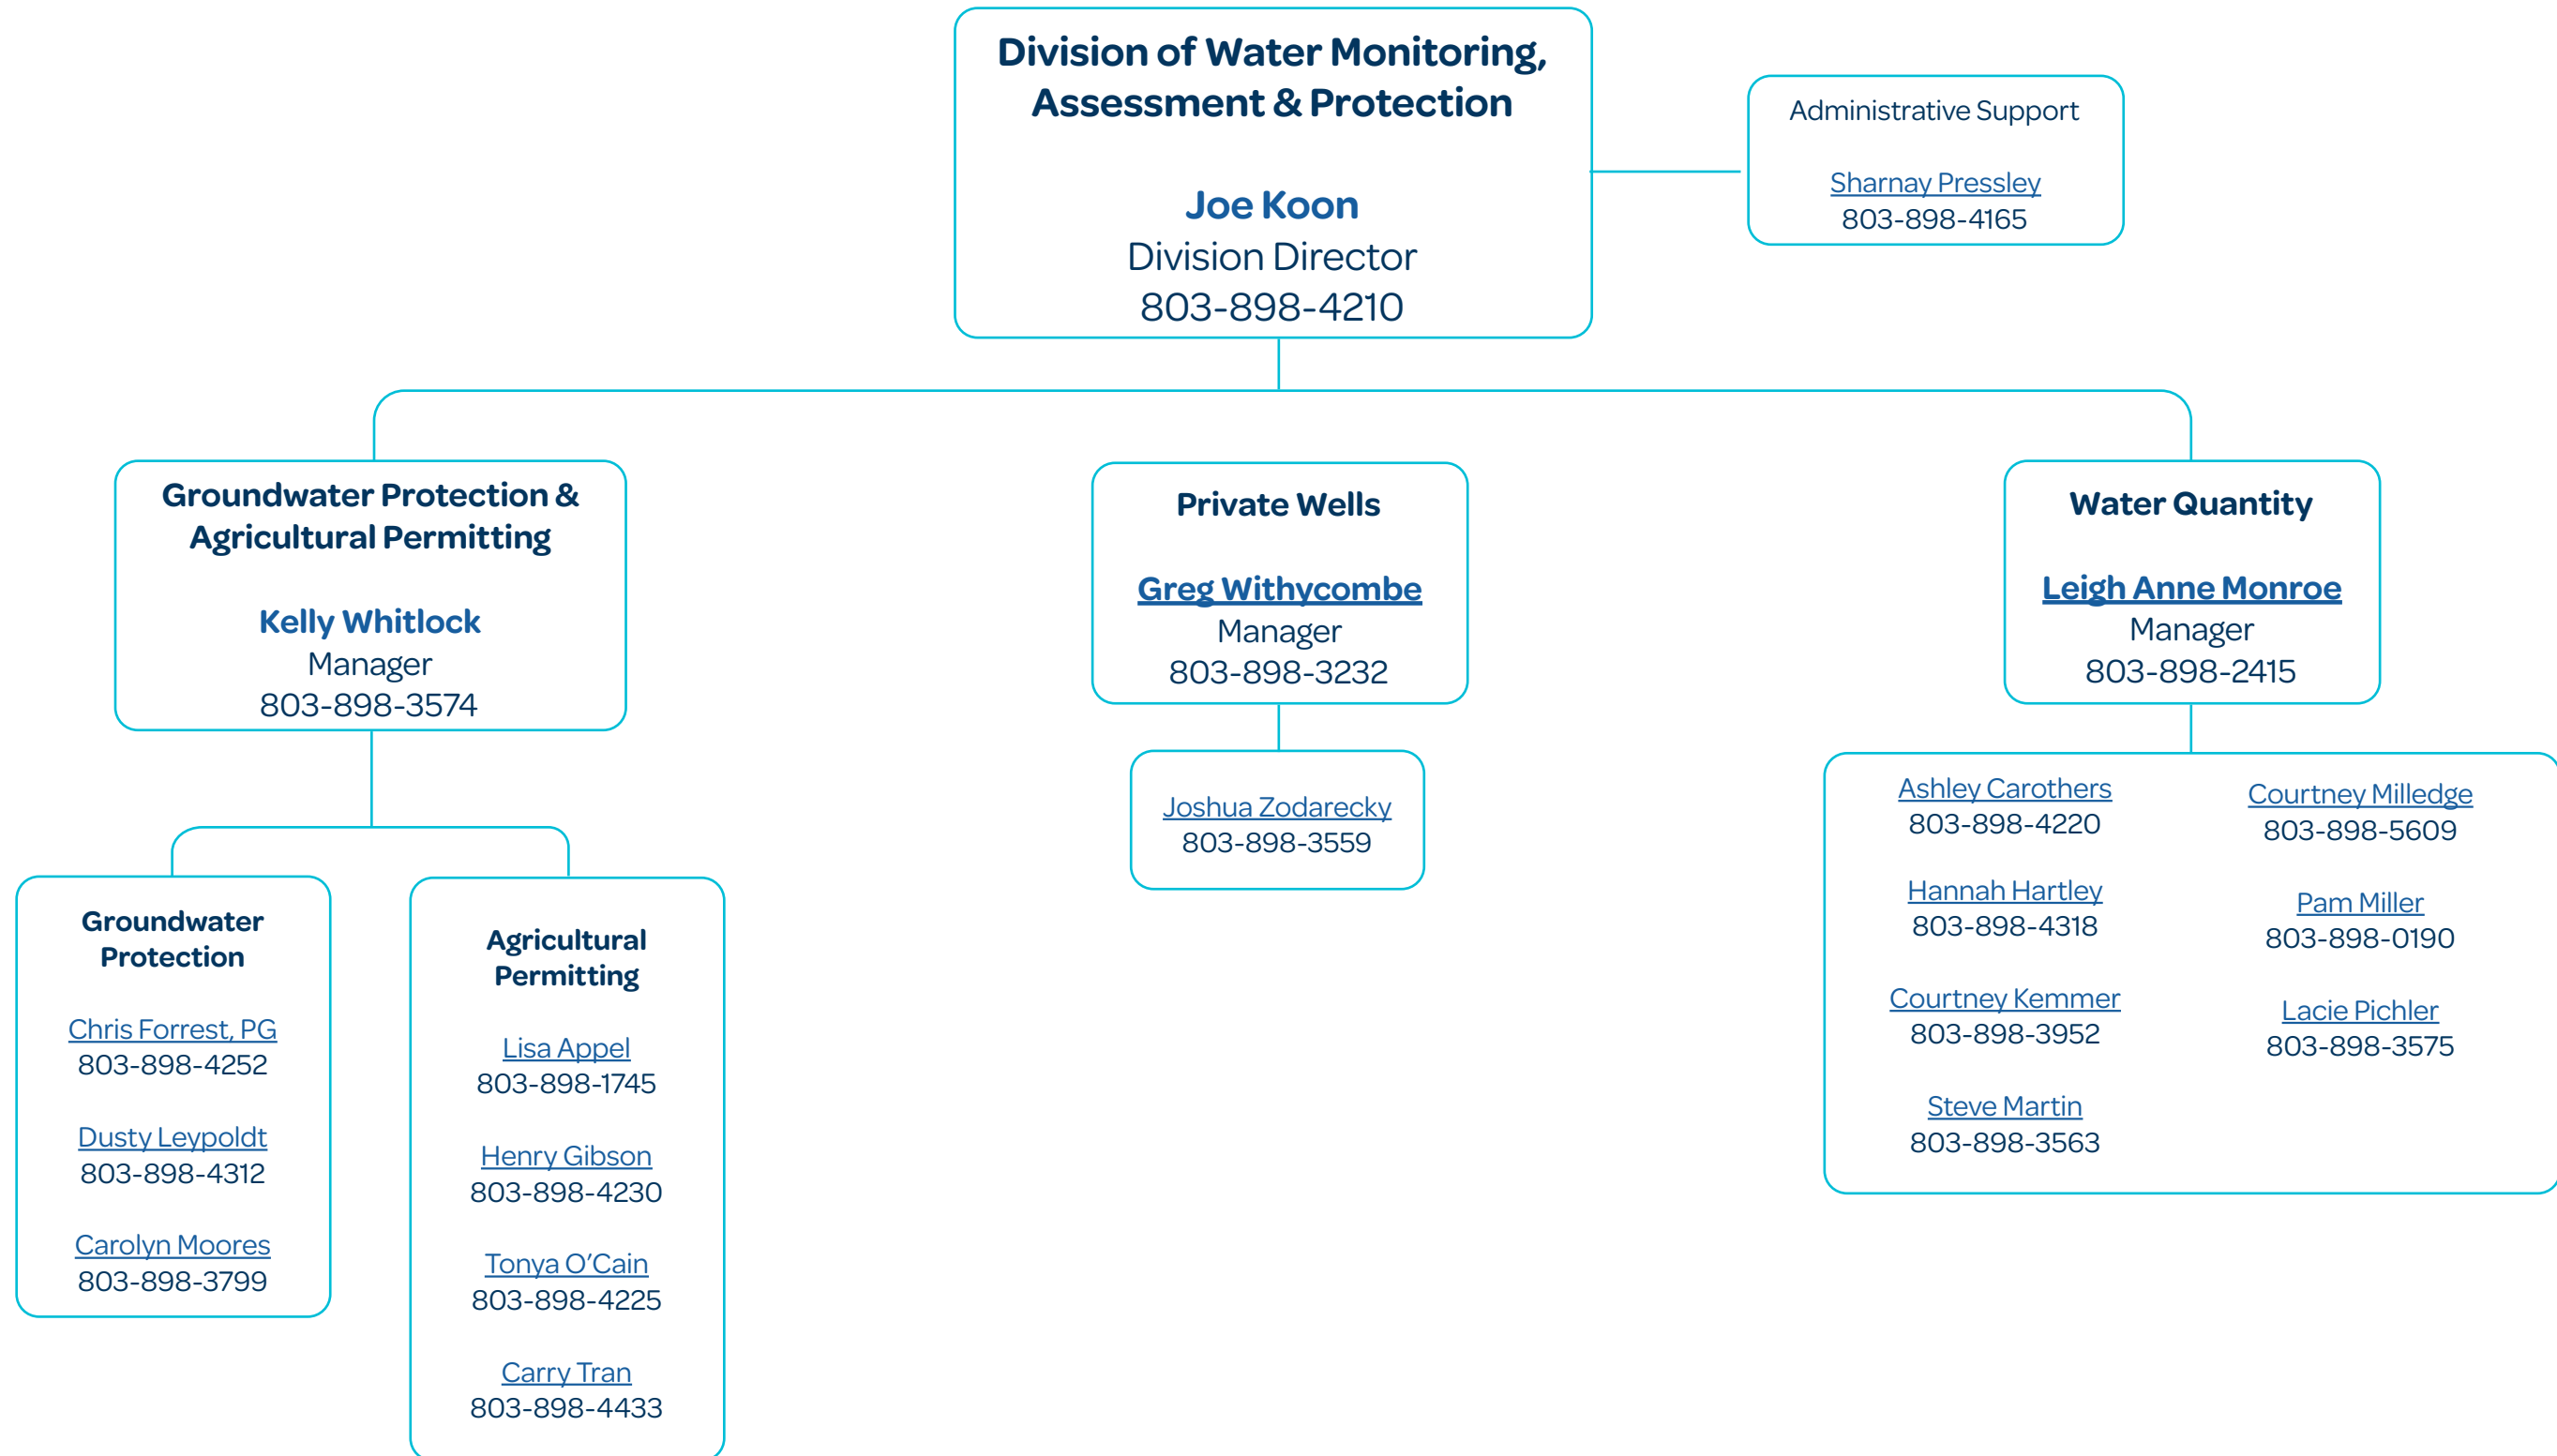 Division of Water Monitoring,
Assessment & Protection
Joe Koon
Division Director
803-898-4210
Administrative Support
Sharnay Pressley
803-898-4165
Groundwater Protection &
Agricultural Permitting
Kelly Whitlock
Manager
803-898-3574
Groundwater
Protection
Chris Forrest, PG
803-898-4252
Dusty Leypoldt
803-898-4312
Carolyn Moores
803-898-3799
Agricultural
Permitting
Lisa Appel
803-898-1745
Henry Gibson
803-898-4230
Tonya O’Cain
803-898-4225
Carry Tran
803-898-4433
Private Wells
Greg Withycombe
Manager
803-898-3232
Joshua Zodarecky
803-898-3559
Water Quantity
Leigh Anne Monroe
Manager
803-898-2415
Ashley Carothers
803-898-4220
Hannah Hartley
803-898-4318
Courtney Kemmer
803-898-3952
Steve Martin
803-898-3563
Courtney Milledge
803-898-5609
Pam Miller
803-898-0190
Lacie Pichler
803-898-3575